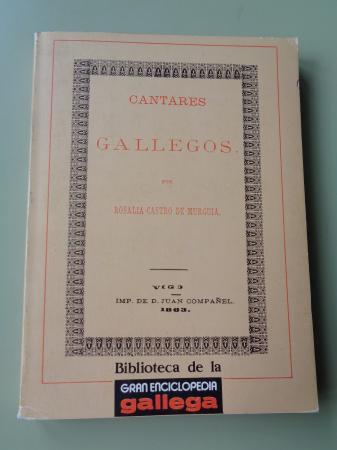 CANTARES
GALLEGOS.
POR
ROSALIA CASTRO DE MURGUIA.
VIGO
IMP. DE D. JUAN COMPAÑEL.
1863.
Biblioteca de la
GRAN ENCICLOPEDIA
gallega